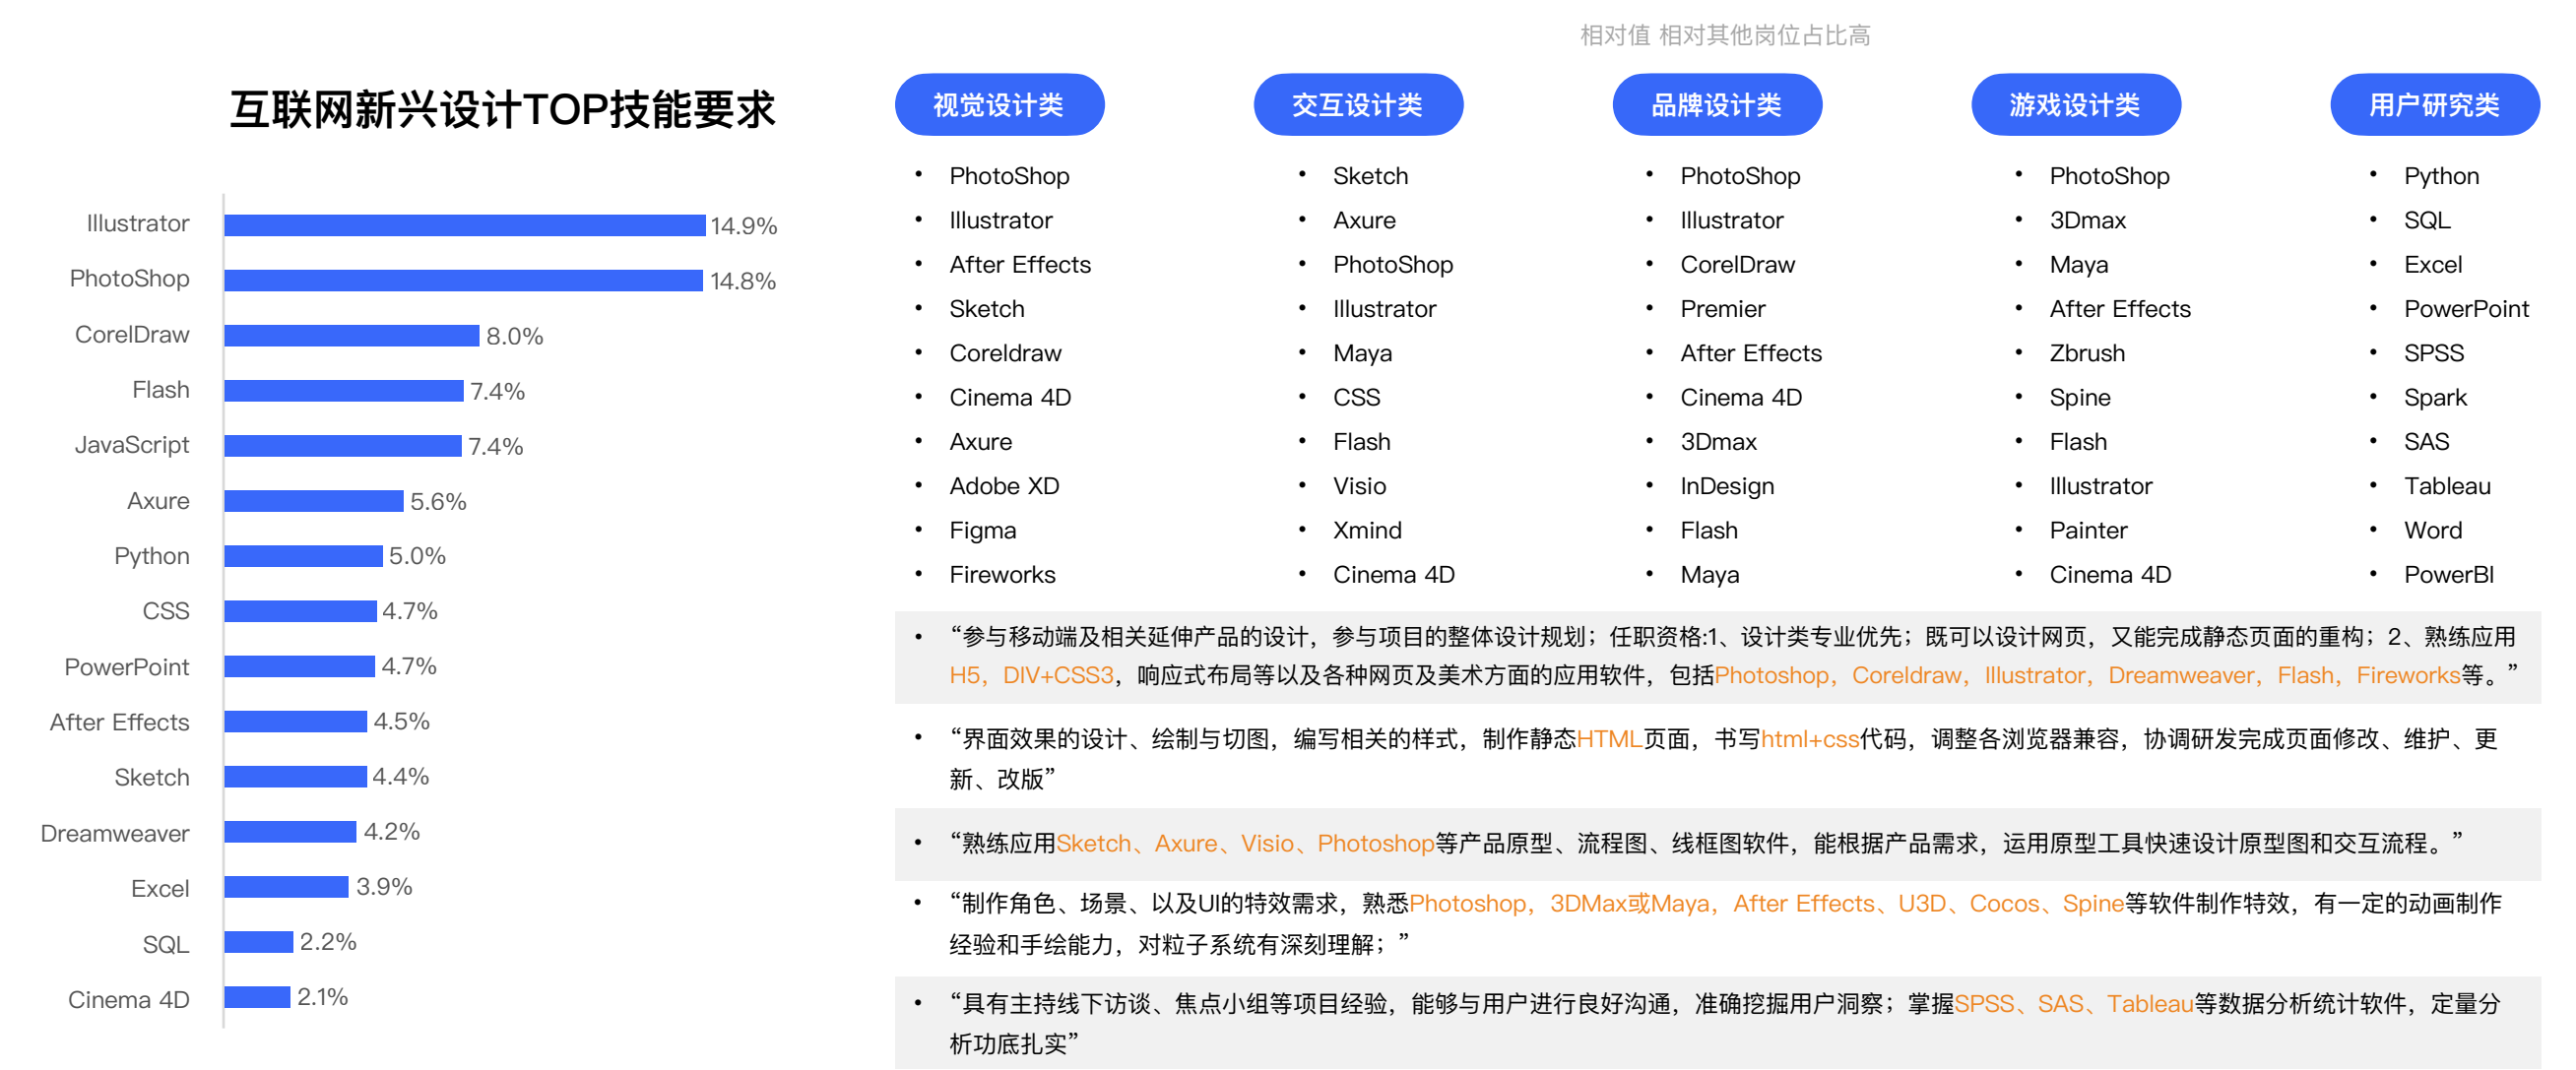 相对值 相对其他岗位占比高
互联网新兴设计TOP技能要求
Illustrator 14.9%
PhotoShop 14.8%
CorelDraw 8.0%
Flash 7.4%
JavaScript 7.4%
Axure 5.6%
Python 5.0%
CSS 4.7%
PowerPoint 4.7%
After Effects 4.5%
Sketch 4.4%
Dreamweaver 4.2%
Excel 3.9%
SQL 2.2%
Cinema 4D 2.1%
视觉设计类
• PhotoShop
• Illustrator
• After Effects
• Sketch
• Coreldraw
• Cinema 4D
• Axure
• Adobe XD
• Figma
• Fireworks
交互设计类
• Sketch
• Axure
• PhotoShop
• Illustrator
• Maya
• CSS
• Flash
• Visio
• Xmind
• Cinema 4D
品牌设计类
• PhotoShop
• Illustrator
• CorelDraw
• Premier
• After Effects
• Cinema 4D
• 3Dmax
• InDesign
• Flash
• Maya
游戏设计类
• PhotoShop
• 3Dmax
• Maya
• After Effects
• Zbrush
• Spine
• Flash
• Illustrator
• Painter
• Cinema 4D
用户研究类
• Python
• SQL
• Excel
• PowerPoint
• SPSS
• Spark
• SAS
• Tableau
• Word
• PowerBI
• “参与移动端及相关延伸产品的设计，参与项目的整体设计规划；任职资格:1、设计类专业优先；既可以设计网页，又能完成静态页面的重构；2、熟练应用
H5，DIV+CSS3，响应式布局等以及各种网页及美术方面的应用软件，包括Photoshop，Coreldraw，Illustrator，Dreamweaver，Flash，Fireworks等。”
• “界面效果的设计、绘制与切图，编写相关的样式，制作静态HTML页面，书写html+css代码，调整各浏览器兼容，协调研发完成页面修改、维护、更
新、改版”
• “熟练应用Sketch、Axure、Visio、Photoshop等产品原型、流程图、线框图软件，能根据产品需求，运用原型工具快速设计原型图和交互流程。”
• “制作角色、场景、以及UI的特效需求，熟悉Photoshop，3DMax或Maya，After Effects、U3D、Cocos、Spine等软件制作特效，有一定的动画制作
经验和手绘能力，对粒子系统有深刻理解；”
• “具有主持线下访谈、焦点小组等项目经验，能够与用户进行良好沟通，准确挖掘用户洞察；掌握SPSS、SAS、Tableau等数据分析统计软件，定量分
析功底扎实”